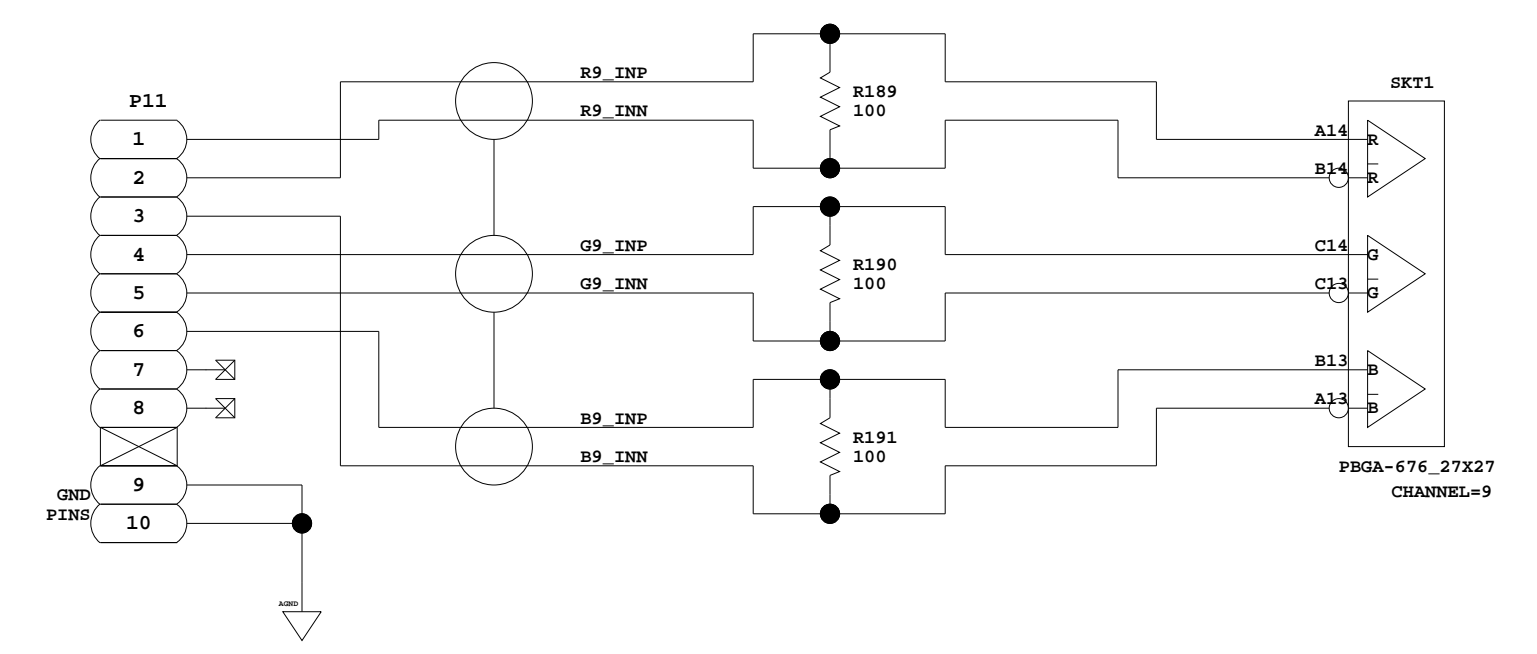 P11
1
2
3
4
5
6
7
8
9
10
GND
PINS
AGND
R9_INP
R9_INN
G9_INP
G9_INN
B9_INP
B9_INN
R189
100
R190
100
R191
100
SKT1
A14
R
B14
R
C14
G
C13
G
B13
B
A13
B
PBGA-676_27X27
CHANNEL=9